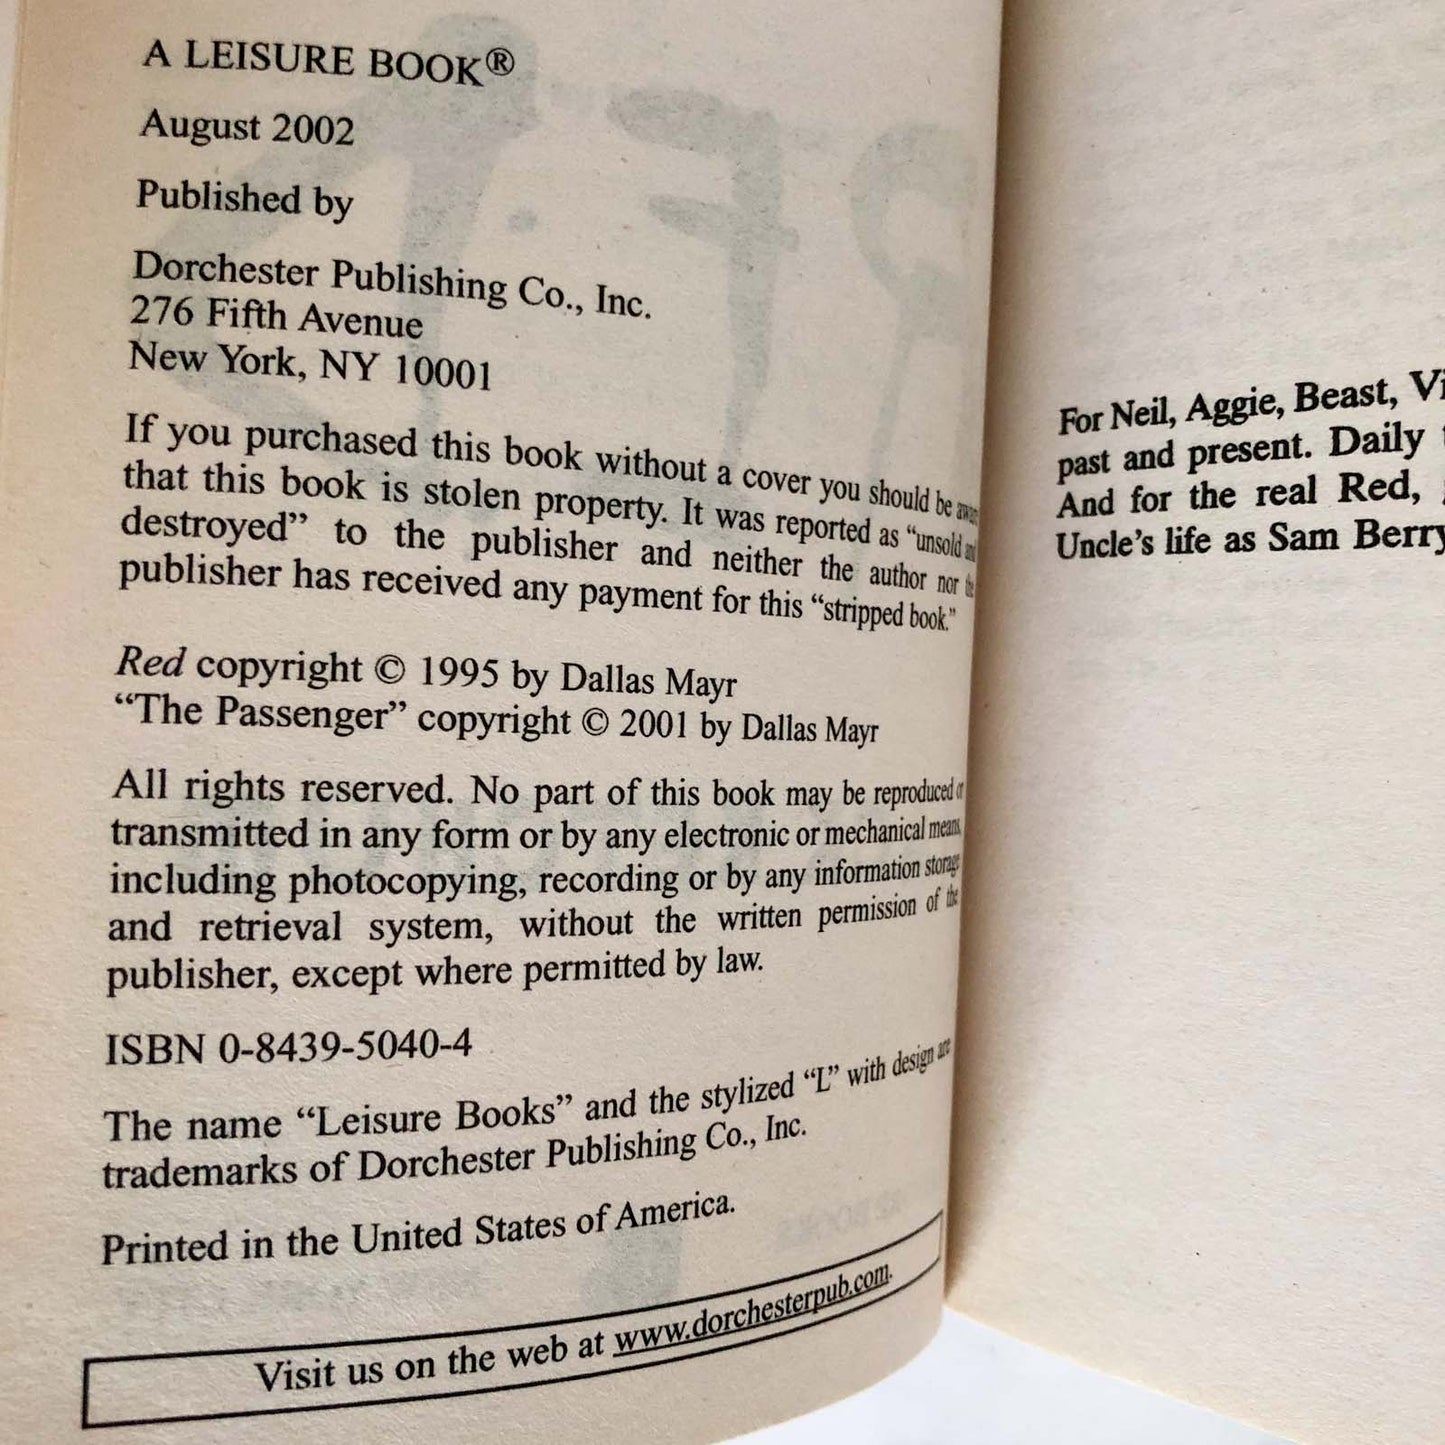 A LEISURE BOOK®
August 2002
Published by
Dorchester Publishing Co., Inc.
276 Fifth Avenue
New York, NY 10001
If you purchased this book without a cover you should be aware
that this book is stolen property. It was reported as “unsold and
destroyed” to the publisher and neither the author nor the
publisher has received any payment for this “stripped book.”
Red copyright © 1995 by Dallas Mayr
“The Passenger” copyright © 2001 by Dallas Mayr
All rights reserved. No part of this book may be reproduced or
transmitted in any form or by any electronic or mechanical means,
including photocopying, recording or by any information storage
and retrieval system, without the written permission of the
publisher, except where permitted by law.
ISBN 0-8439-5040-4
The name “Leisure Books” and the stylized “L” with design are
trademarks of Dorchester Publishing Co., Inc.
Printed in the United States of America.
Visit us on the web at www.dorchesterpub.com.
For Neil, Aggie, Beast, Vi
past and present. Daily
And for the real Red,
Uncle’s life as Sam Berry